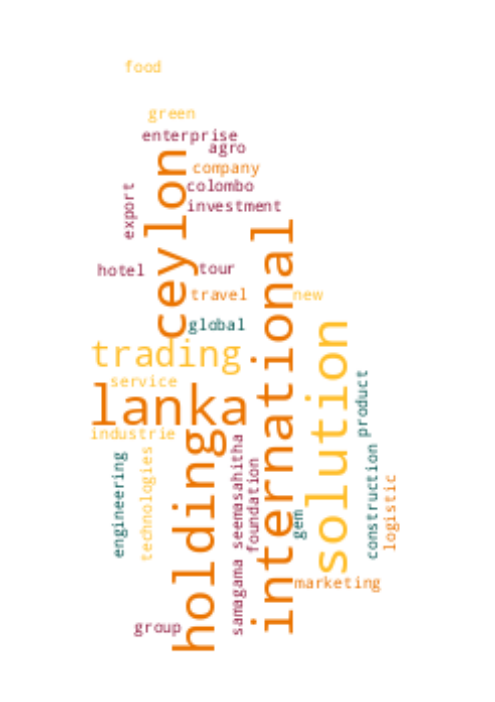 food
green
enterprise
agro
ceylon
company
colombo
export
investment
international
hotel
tour
travel
new
global
solution
trading
product
service
lanka
industrie
holding
samagama seemasahitha
foundation
construction
engineering
technologies
logistic
gem
marketing
group